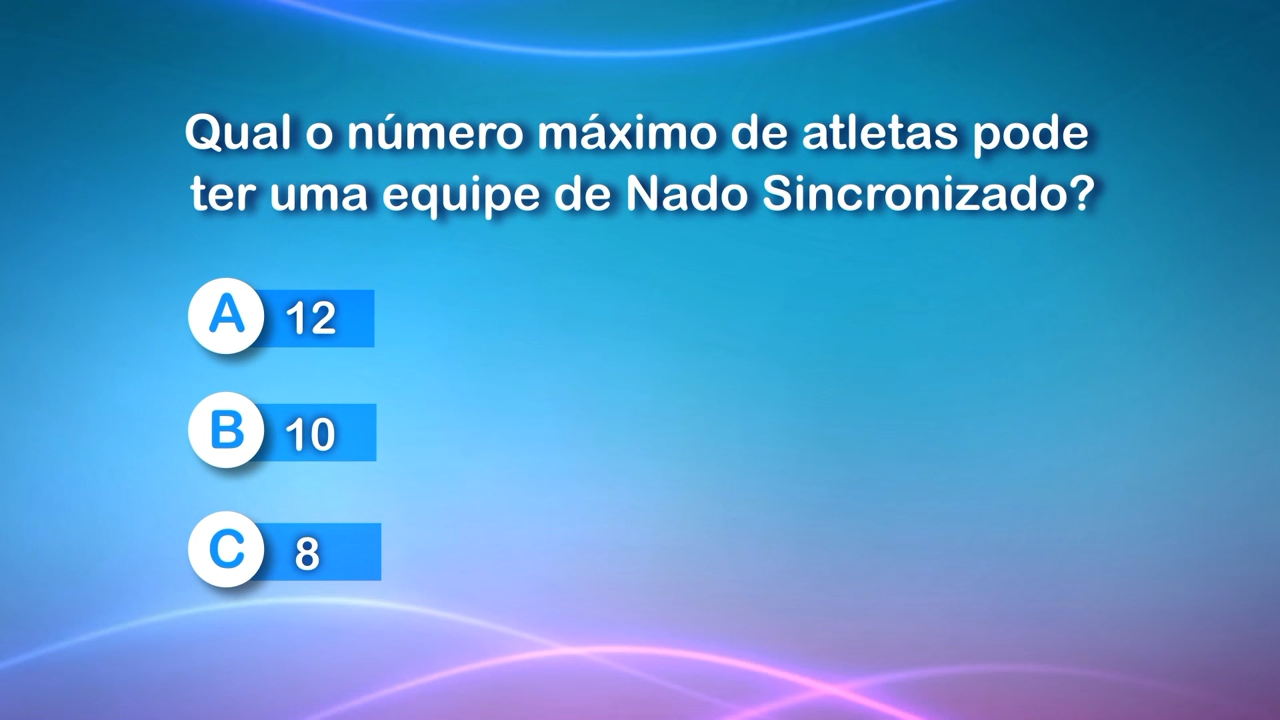 Qual o número máximo de atletas pode
ter uma equipe de Nado Sincronizado?
A 12
B 10
C 8